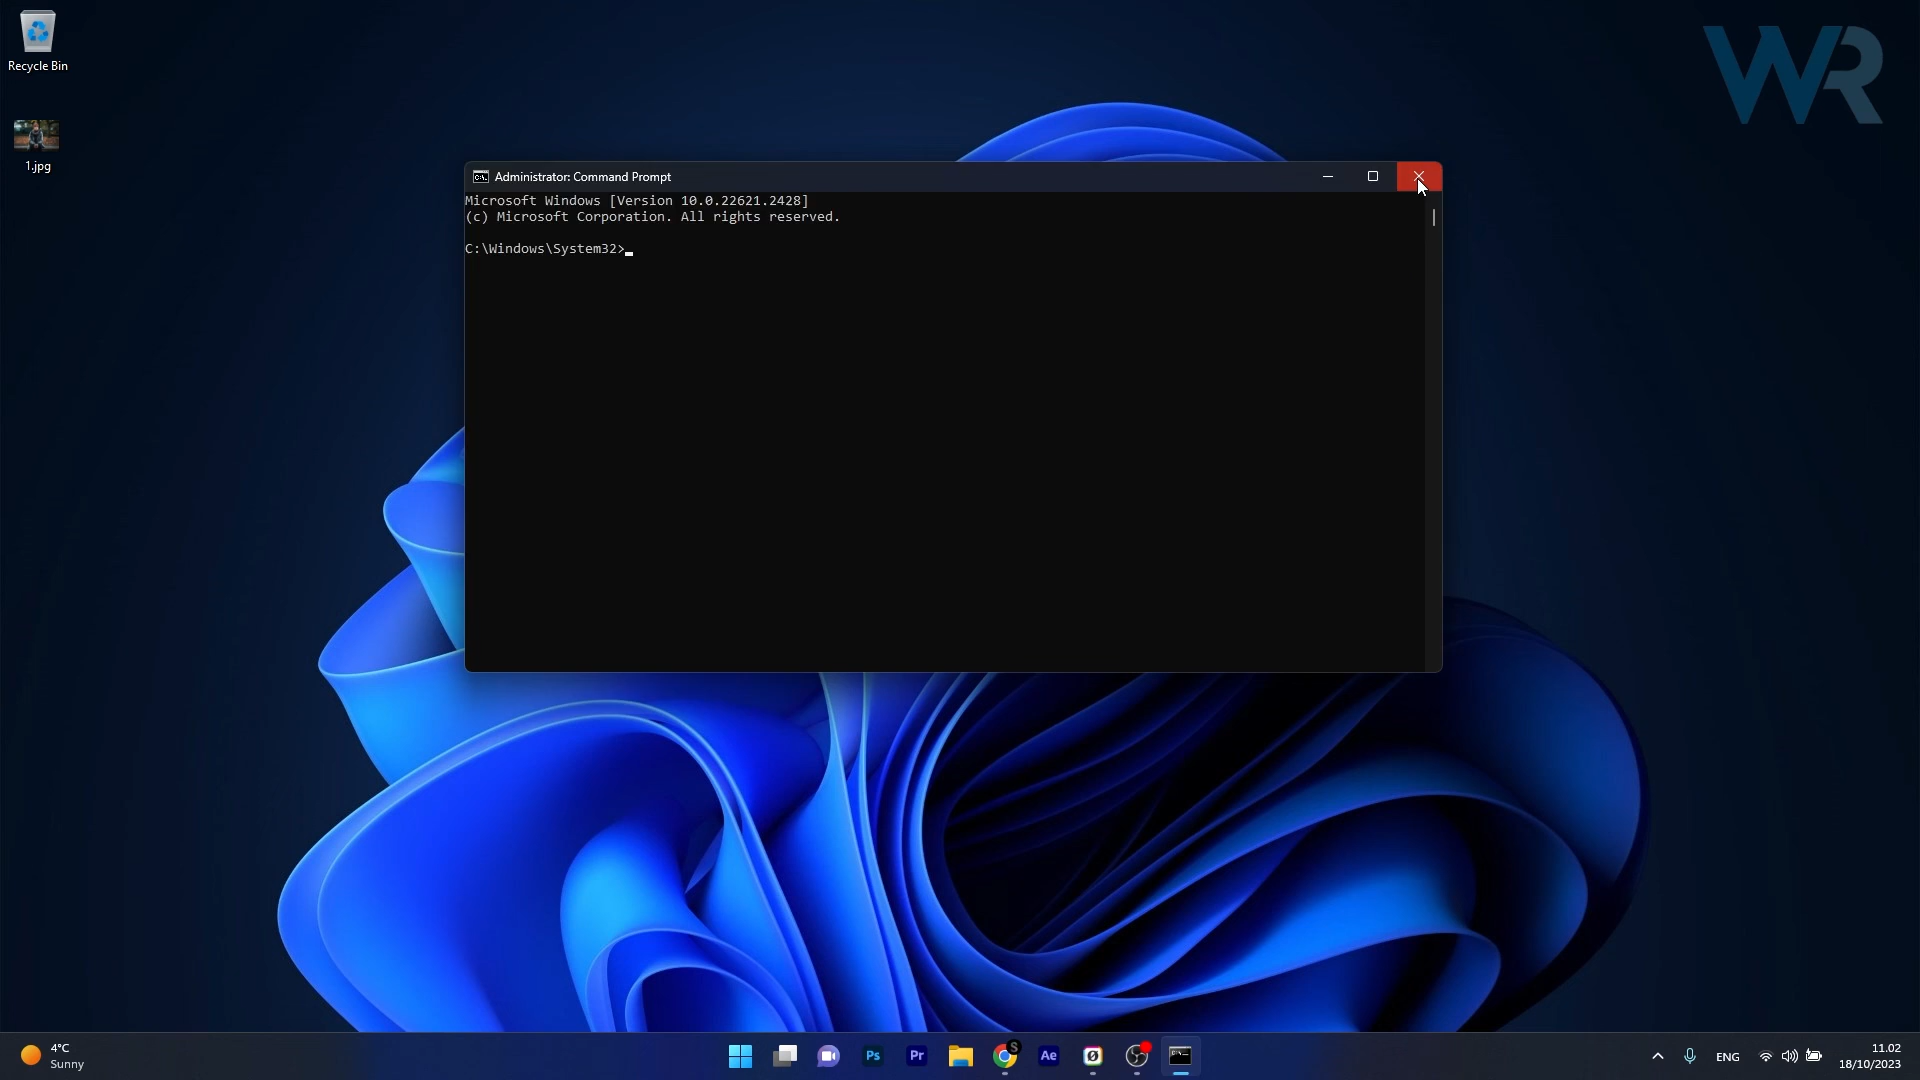 Recycle Bin
WR
1.jpg
Administrator: Command Prompt
Microsoft Windows [Version 10.0.22621.2428]
(c) Microsoft Corporation. All rights reserved.
C:\Windows\System32>
4°C
Sunny
Ps
Pr
S
Ae
ENG
11.02
18/10/2023